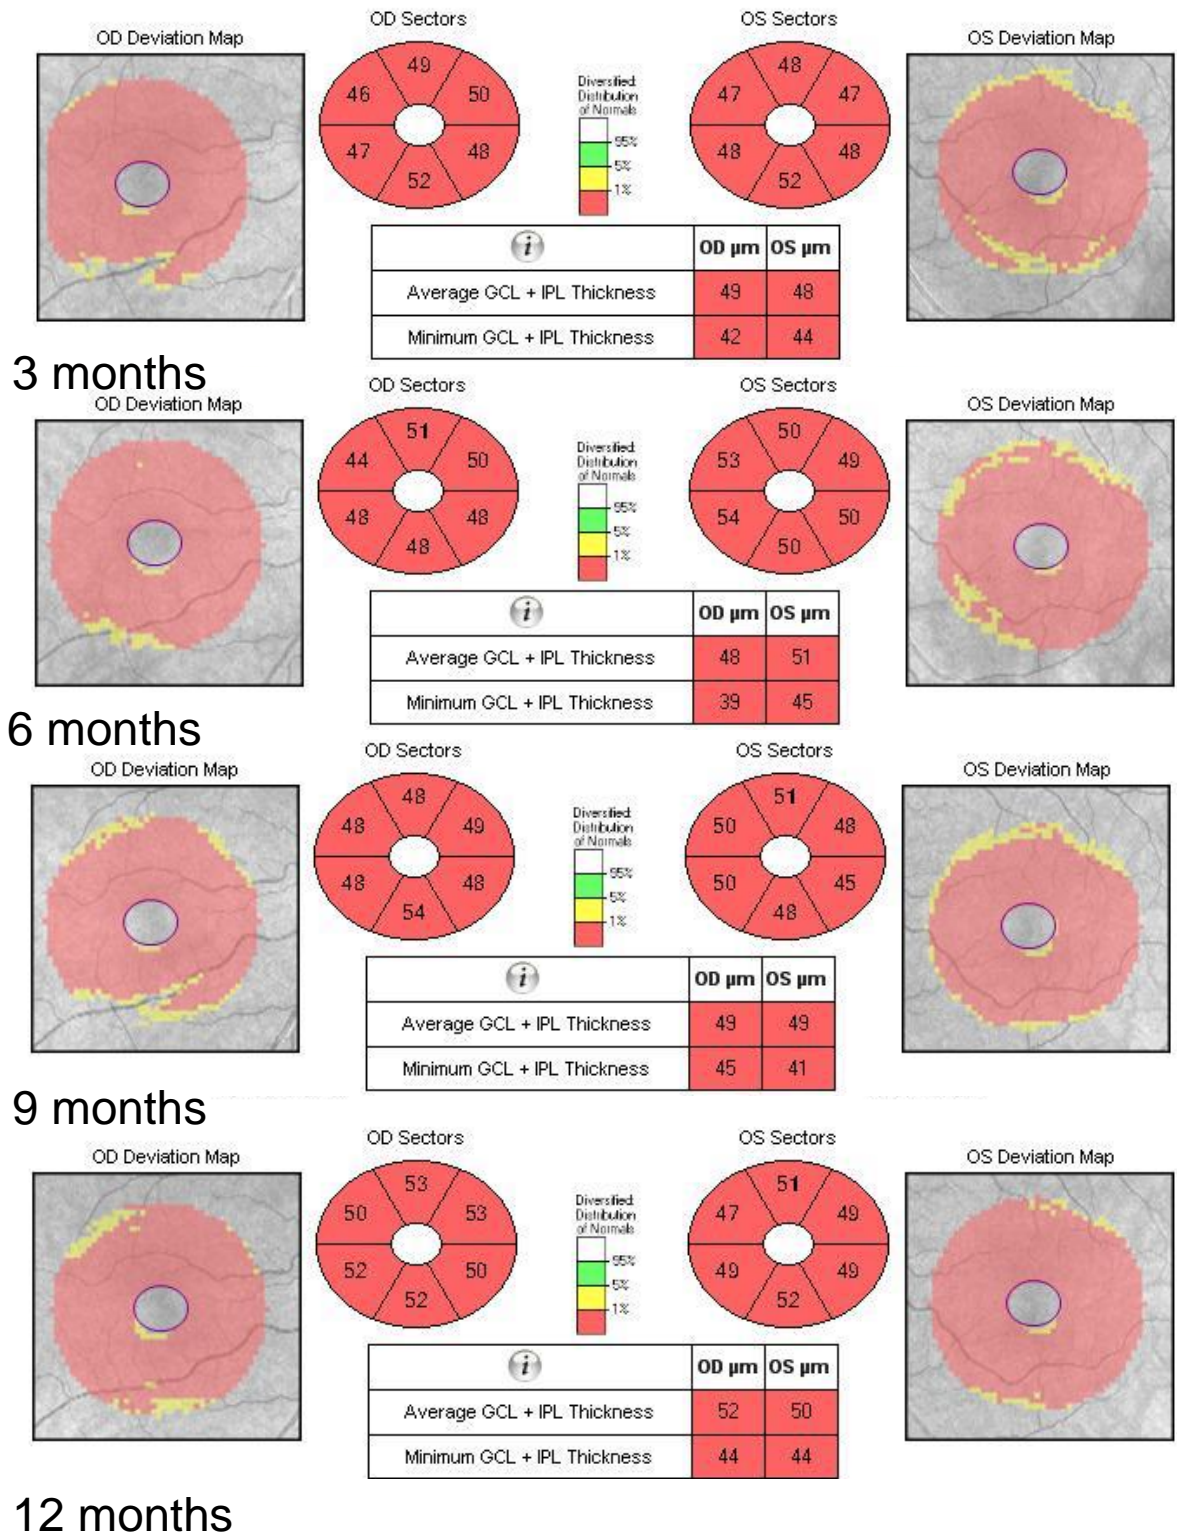 OD Sectors
OS Sectors
OD Deviation Map
OS Deviation Map
49
46
50
47
48
52
48
47
47
48
48
52
Diversified:
Distribution
of Normals
95%
5%
1%
i OD µm OS µm
Average GCL + IPL Thickness 49 48
Minimum GCL + IPL Thickness 42 44
3 months
OD Sectors
OS Sectors
OD Deviation Map
OS Deviation Map
51
44
50
48
48
48
50
53
49
54
50
50
Diversified:
Distribution
of Normals
95%
5%
1%
i OD µm OS µm
Average GCL + IPL Thickness 48 51
Minimum GCL + IPL Thickness 39 45
6 months
OD Sectors
OS Sectors
OD Deviation Map
OS Deviation Map
48
48
49
48
48
54
51
50
48
50
45
48
Diversified:
Distribution
of Normals
95%
5%
1%
i OD µm OS µm
Average GCL + IPL Thickness 49 49
Minimum GCL + IPL Thickness 45 41
9 months
OD Sectors
OS Sectors
OD Deviation Map
OS Deviation Map
53
50
53
52
50
52
51
47
49
49
49
52
Diversified:
Distribution
of Normals
95%
5%
1%
i OD µm OS µm
Average GCL + IPL Thickness 52 50
Minimum GCL + IPL Thickness 44 44
12 months